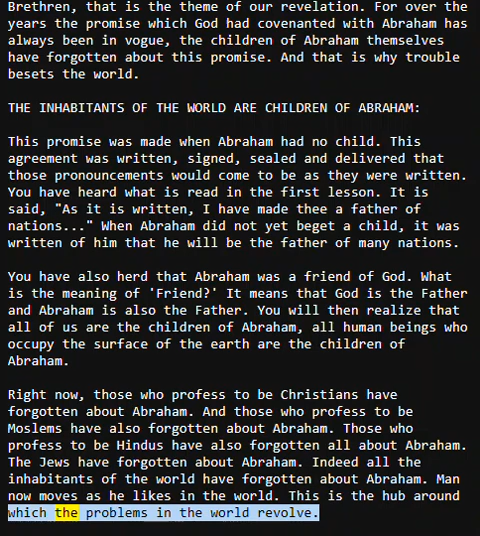 Brethren, that is the theme of our revelation. For over the
years the promise which God had covenanted with Abraham has
always been in vogue, the children of Abraham themselves
have forgotten about this promise. And that is why trouble
besets the world.

THE INHABITANTS OF THE WORLD ARE CHILDREN OF ABRAHAM:

This promise was made when Abraham had no child. This
agreement was written, signed, sealed and delivered that
those pronouncements would come to be as they were written.
You have heard what is read in the first lesson. It is
said, "As it is written, I have made thee a father of
nations..." When Abraham did not yet beget a child, it was
written of him that he will be the father of many nations.

You have also herd that Abraham was a friend of God. What
is the meaning of 'Friend?' It means that God is the Father
and Abraham is also the Father. You will then realize that
all of us are the children of Abraham, all human beings who
occupy the surface of the earth are the children of
Abraham.

Right now, those who profess to be Christians have
forgotten about Abraham. And those who profess to be
Moslems have also forgotten about Abraham. Those who
profess to be Hindus have also forgotten all about Abraham.
The Jews have forgotten about Abraham. Indeed all the
inhabitants of the world have forgotten about Abraham. Man
now moves as he likes in the world. This is the hub around
which the problems in the world revolve.